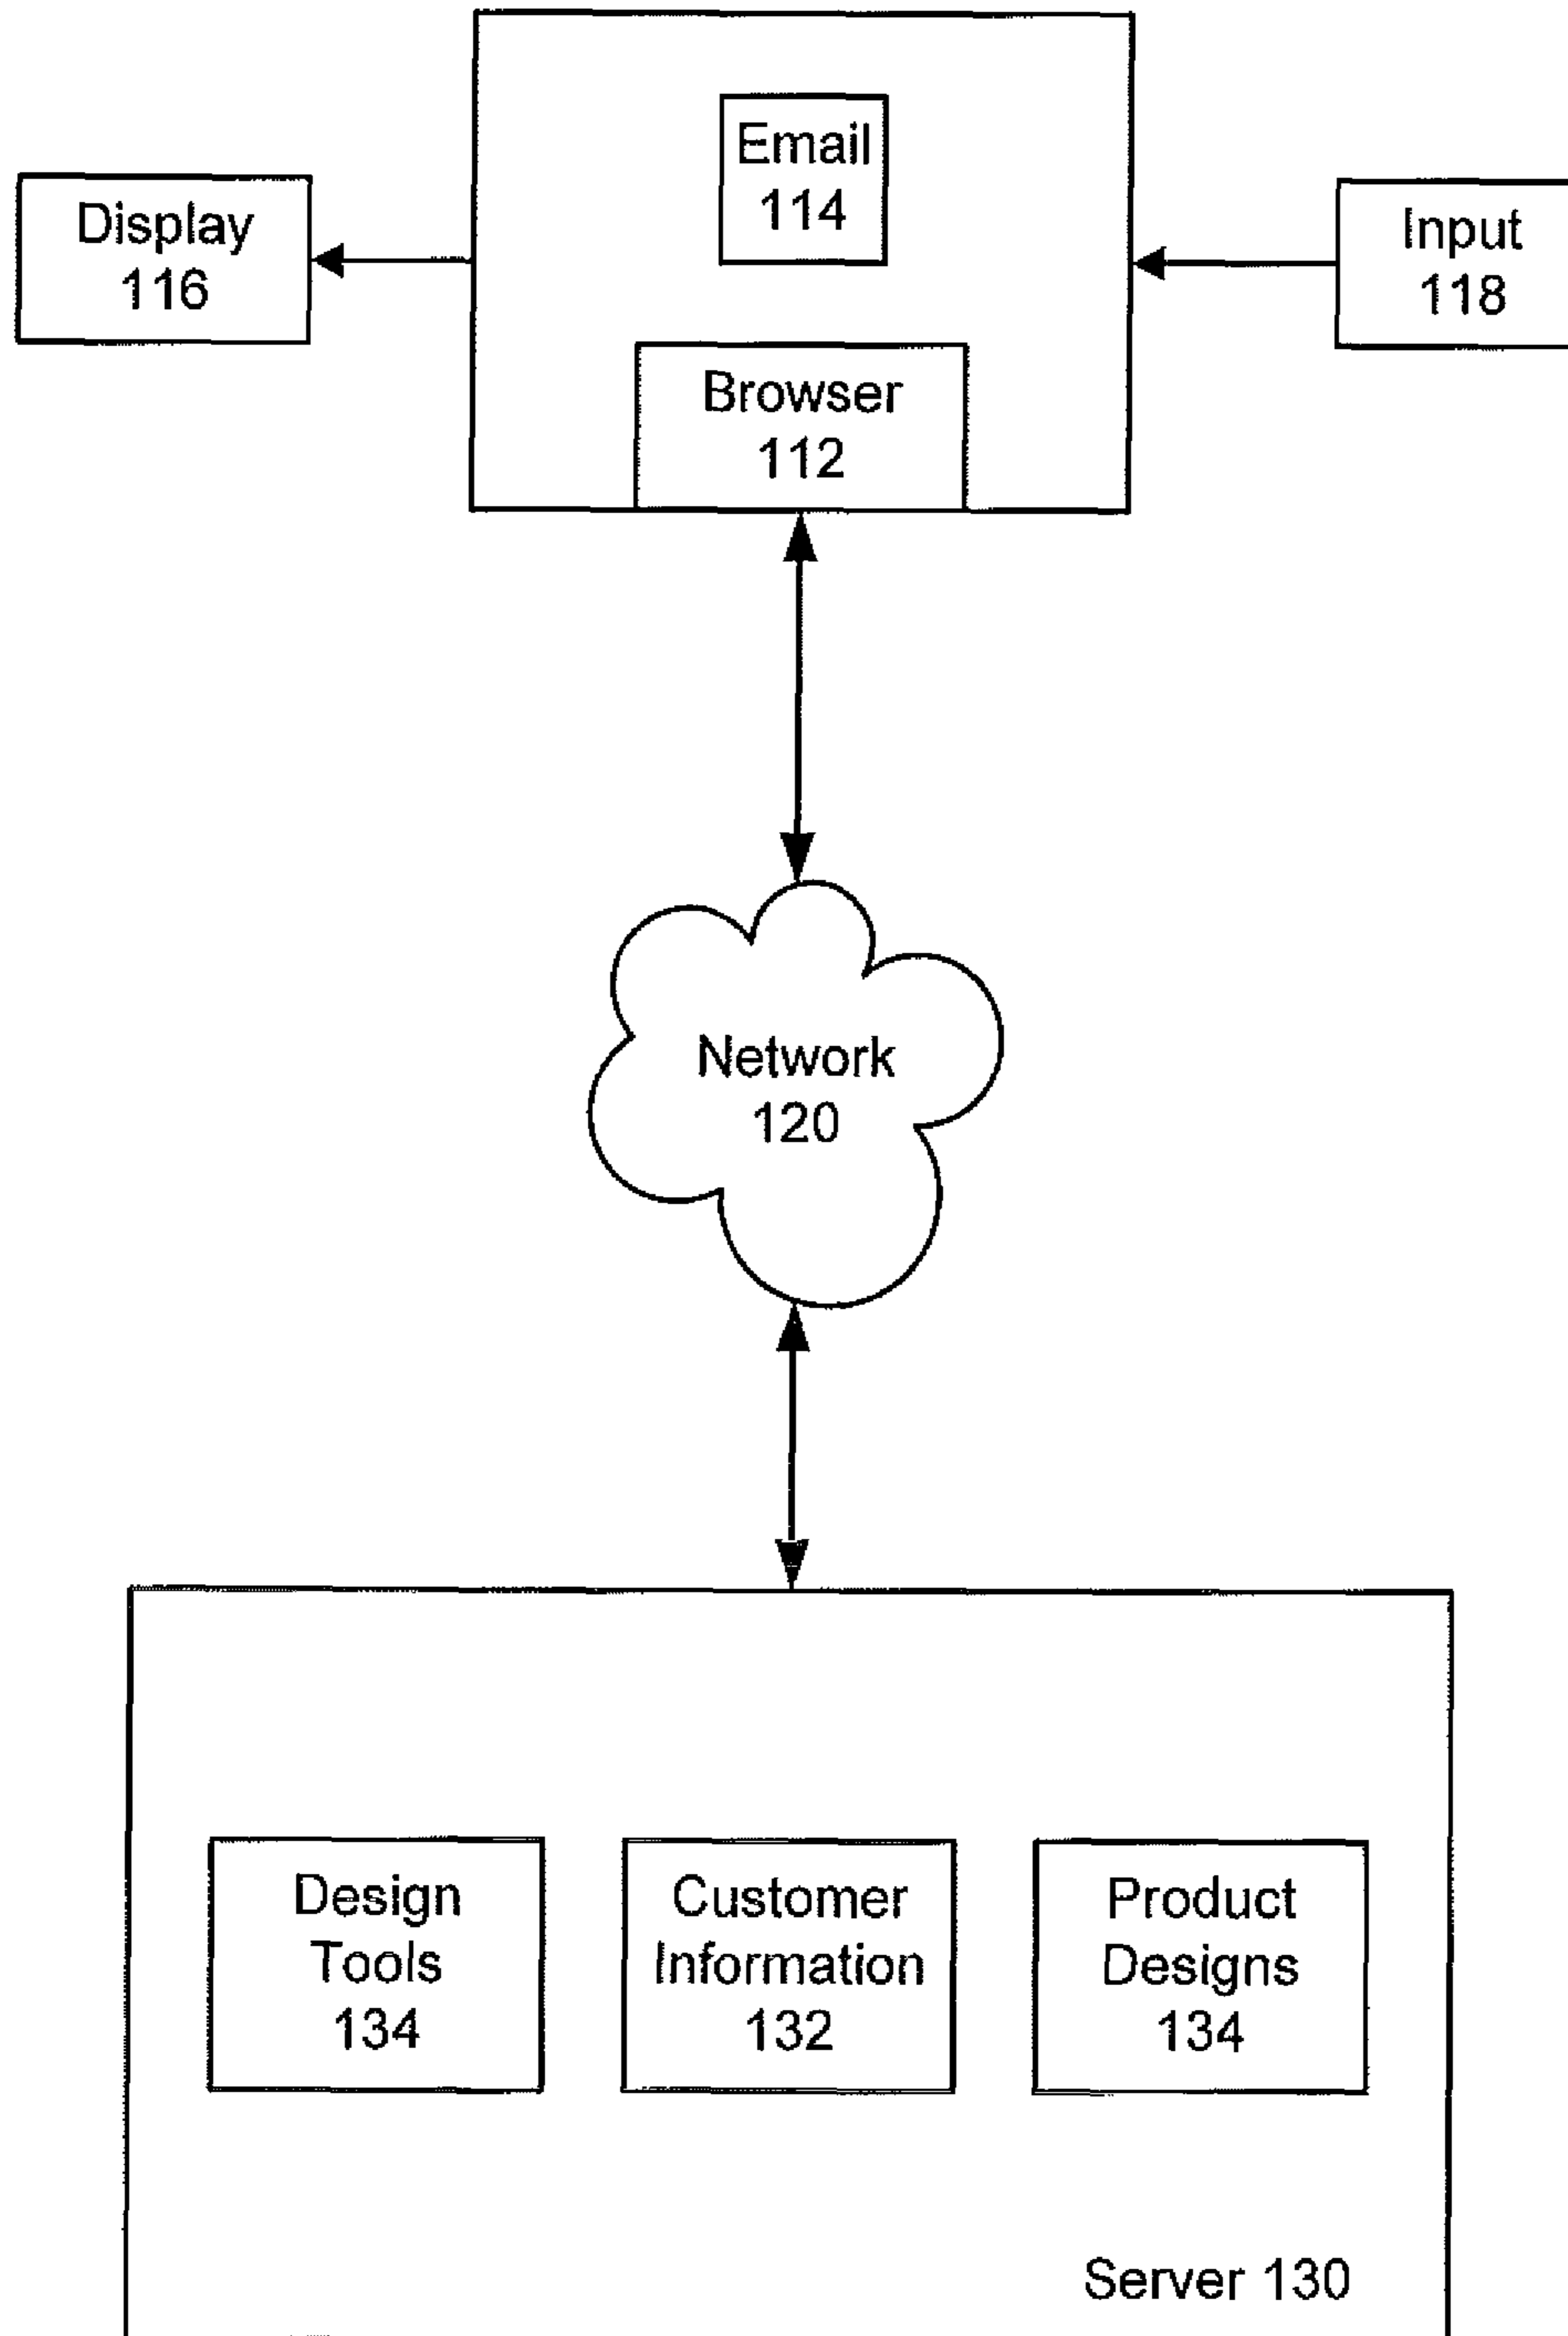 Email
114
Display
116
Input
118
Browser
112
Network
120
Design
Tools
134
Customer
Information
132
Product
Designs
134
Server 130